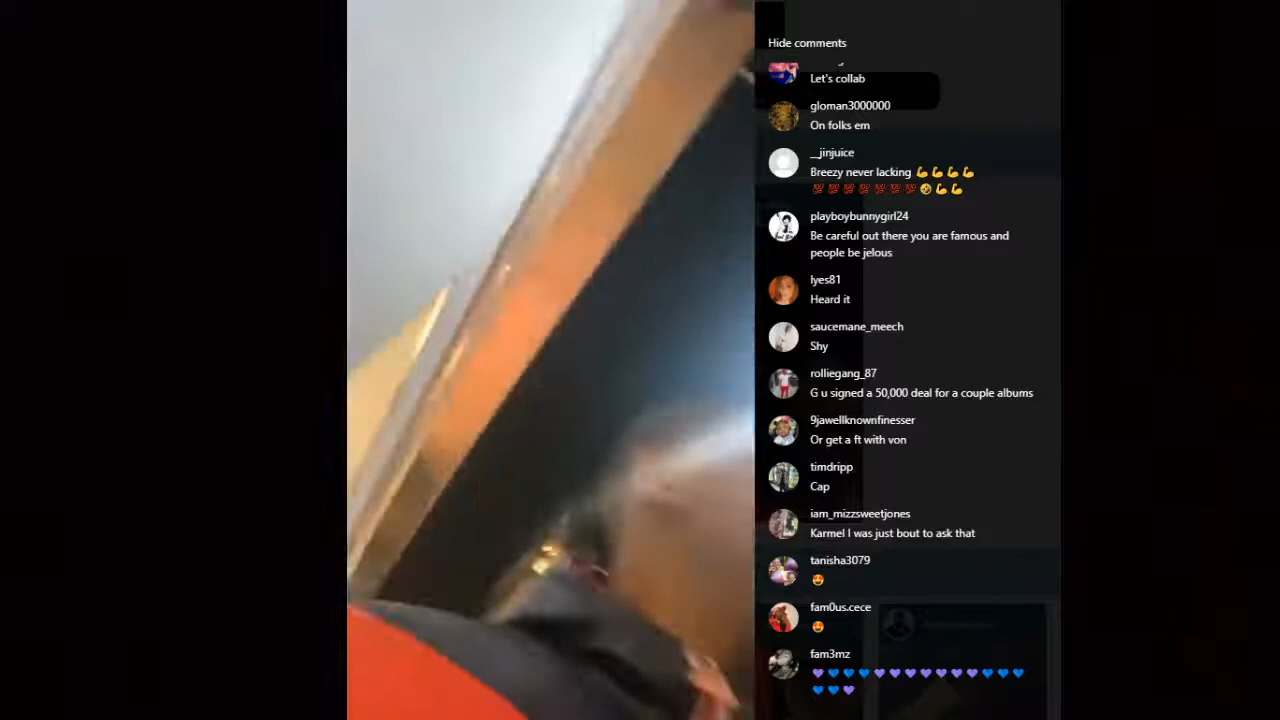 Hide comments
Let's collab
gloman3000000
On folks em
__jinjuice
Breezy never lacking 💪💪💪💪
💯💯💯💯💯💯💯🤣💪💪
playboybunnygirl24
Be careful out there you are famous and
people be jelous
lyes81
Heard it
saucemane_meech
Shy
rolliegang_87
G u signed a 50,000 deal for a couple albums
9jawellknownfinesser
Or get a ft with von
timdripp
Cap
iam_mizzsweetjones
Karmel I was just bout to ask that
tanisha3079
😍
fam0us.cece
😍
fam3mz
💜💙💙💙💜💜💜💜💜💜💜💙💙💙
💙💙💜